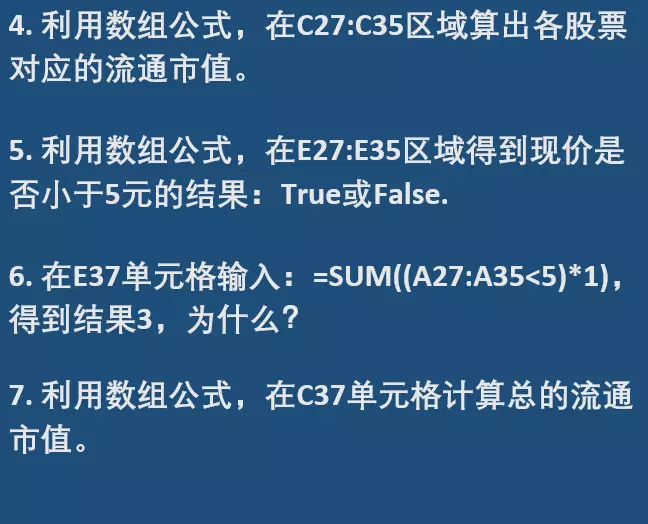 4. 利用数组公式，在C27:C35区域算出各股票
对应的流通市值。
5. 利用数组公式，在E27:E35区域得到现价是
否小于5元的结果：True或False.
6. 在E37单元格输入：=SUM((A27:A35<5)*1)，
得到结果3，为什么？
7. 利用数组公式，在C37单元格计算总的流通
市值。